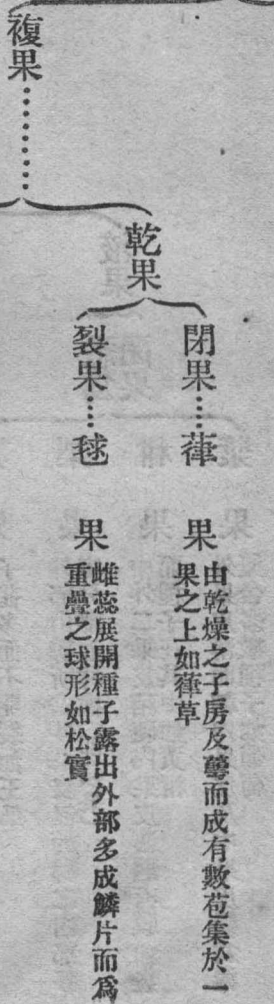 複果………
乾果
閉果……葎果
由乾燥之子房及萼而成有數苞集於一
果之上如葎草
裂果……毬果
雌蕊展開種子露出外部多成鱗片而爲
重疊之球形如松實